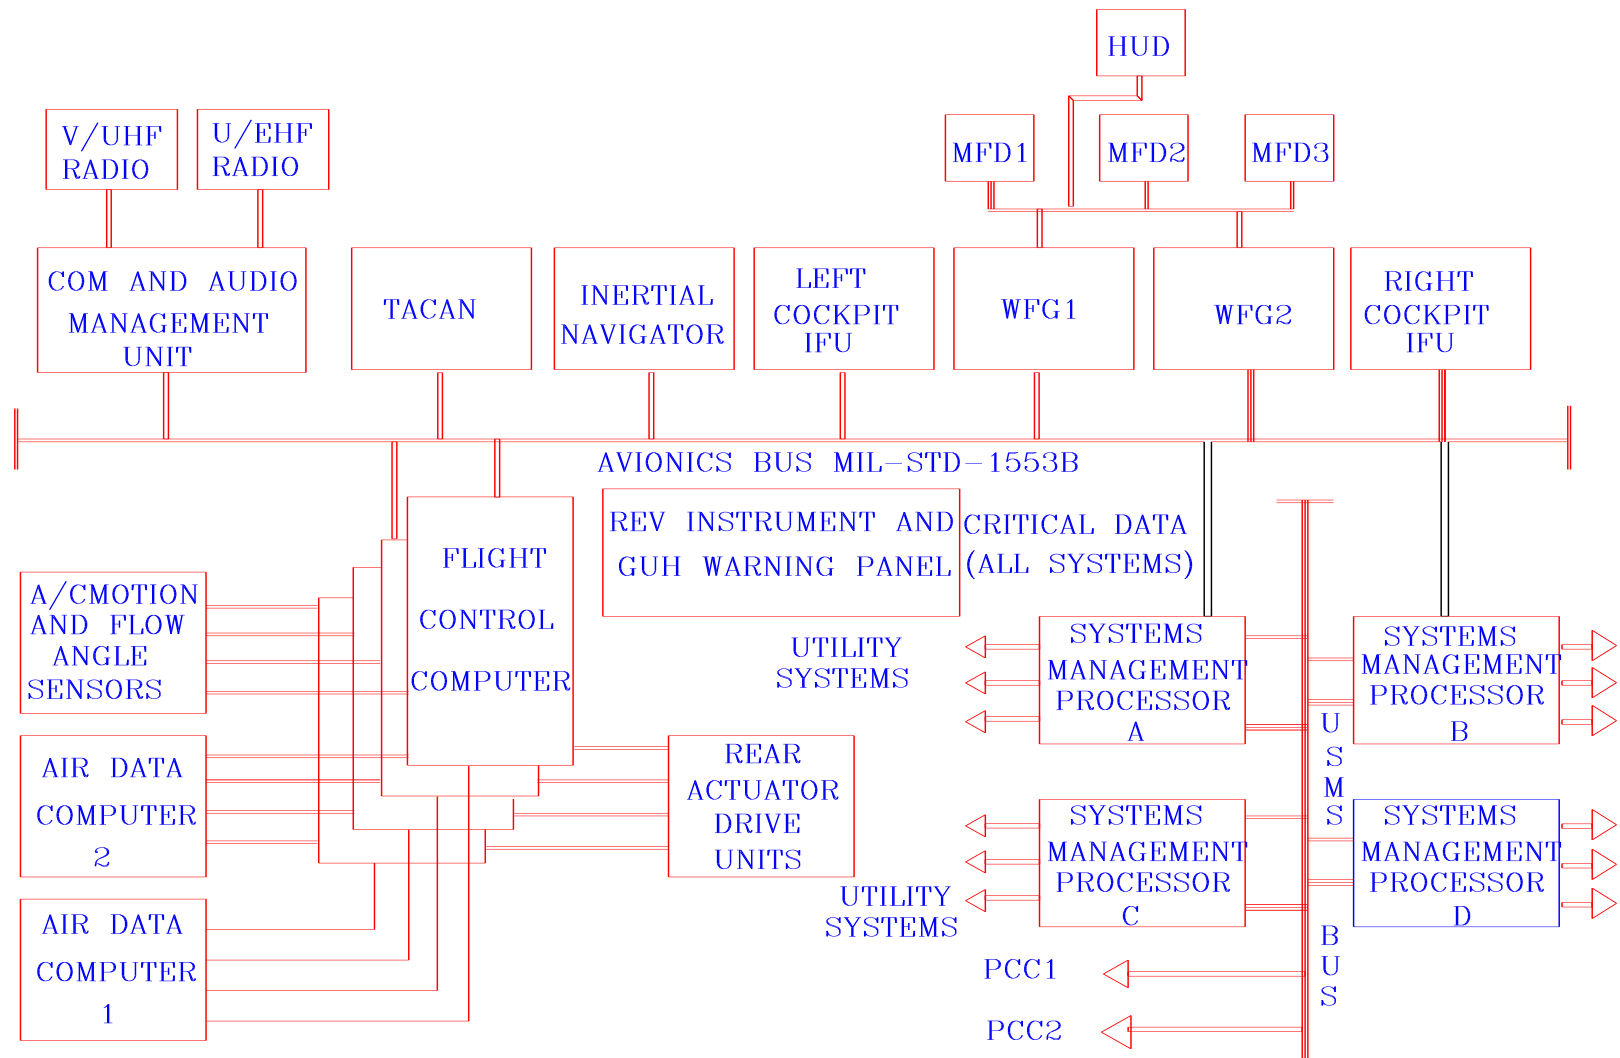 HUD
V/UHF
RADIO
U/EHF
RADIO
MFD1
MFD2
MFD3
COM AND AUDIO
MANAGEMENT
UNIT
TACAN
INERTIAL
NAVIGATOR
LEFT
COCKPIT
IFU
WFG1
WFG2
RIGHT
COCKPIT
IFU
AVIONICS BUS MIL-STD-1553B
REV INSTRUMENT AND
GUH WARNING PANEL
CRITICAL DATA
(ALL SYSTEMS)
FLIGHT
CONTROL
COMPUTER
A/CMOTION
AND FLOW
ANGLE
SENSORS
UTILITY
SYSTEMS
SYSTEMS
MANAGEMENT
PROCESSOR
A
SYSTEMS
MANAGEMENT
PROCESSOR
B
AIR DATA
COMPUTER
2
REAR
ACTUATOR
DRIVE
UNITS
U
S
M
S
SYSTEMS
MANAGEMENT
PROCESSOR
C
SYSTEMS
MANAGEMENT
PROCESSOR
D
UTILITY
SYSTEMS
AIR DATA
COMPUTER
1
B
U
S
PCC1
PCC2